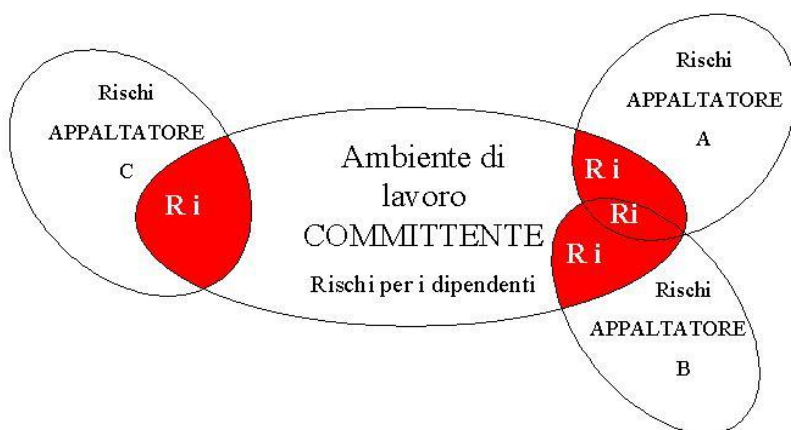 Rischi
APPALTATORE
C
R i
Ambiente di
lavoro
COMMITTENTE
Rischi per i dipendenti
Rischi
APPALTATORE
A
R i
Ri
R i
Rischi
APPALTATORE
B